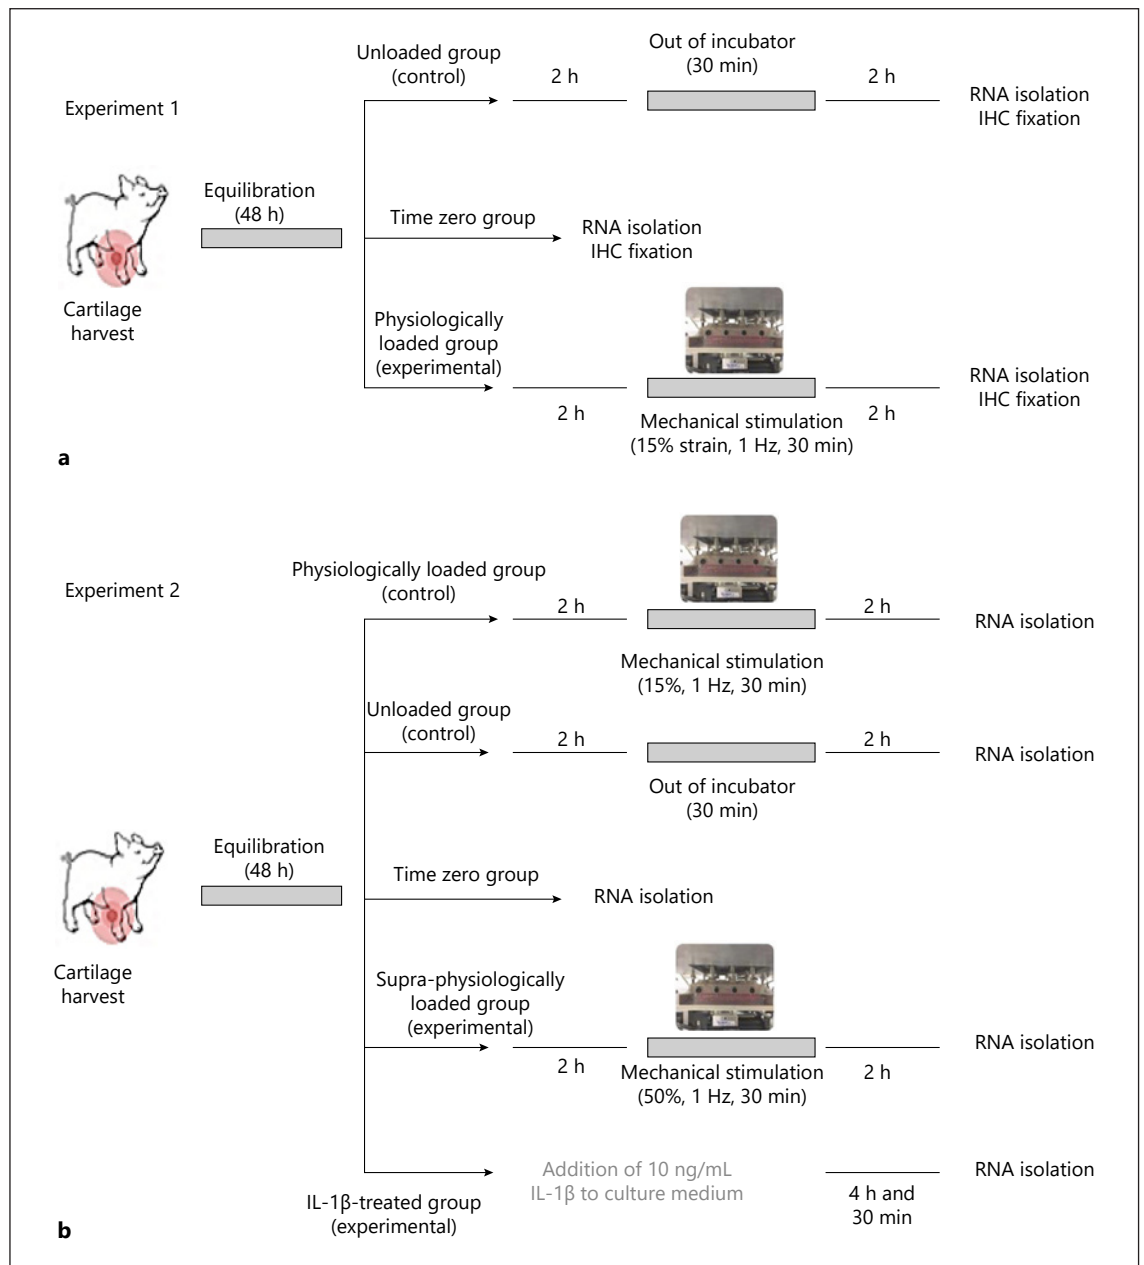 Experiment 1
Unloaded group
(control)
2 h
Out of incubator
(30 min)
2 h
RNA isolation
IHC fixation
Cartilage
harvest
Equilibration
(48 h)
Time zero group
RNA isolation
IHC fixation
Physiologically
loaded group
(experimental)
2 h
Mechanical stimulation
(15% strain, 1 Hz, 30 min)
2 h
RNA isolation
IHC fixation
a
Experiment 2
Physiologically loaded group
(control)
2 h
Mechanical stimulation
(15%, 1 Hz, 30 min)
2 h
RNA isolation
Unloaded group
(control)
2 h
Out of incubator
(30 min)
2 h
RNA isolation
Cartilage
harvest
Equilibration
(48 h)
Time zero group
RNA isolation
Supra-physiologically
loaded group
(experimental)
2 h
Mechanical stimulation
(50%, 1 Hz, 30 min)
2 h
RNA isolation
IL-1β-treated group
(experimental)
Addition of 10 ng/mL
IL-1β to culture medium
4 h and
30 min
RNA isolation
b